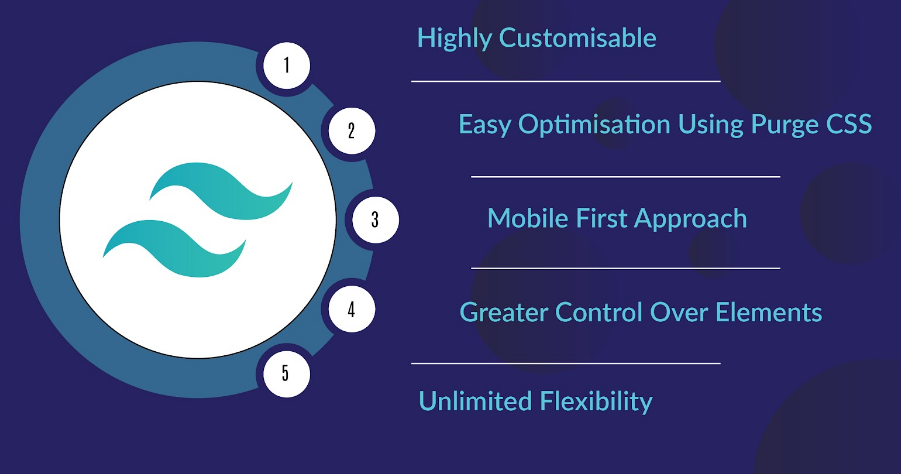 1
Highly Customisable
2
Easy Optimisation Using Purge CSS
3
Mobile First Approach
4
Greater Control Over Elements
5
Unlimited Flexibility